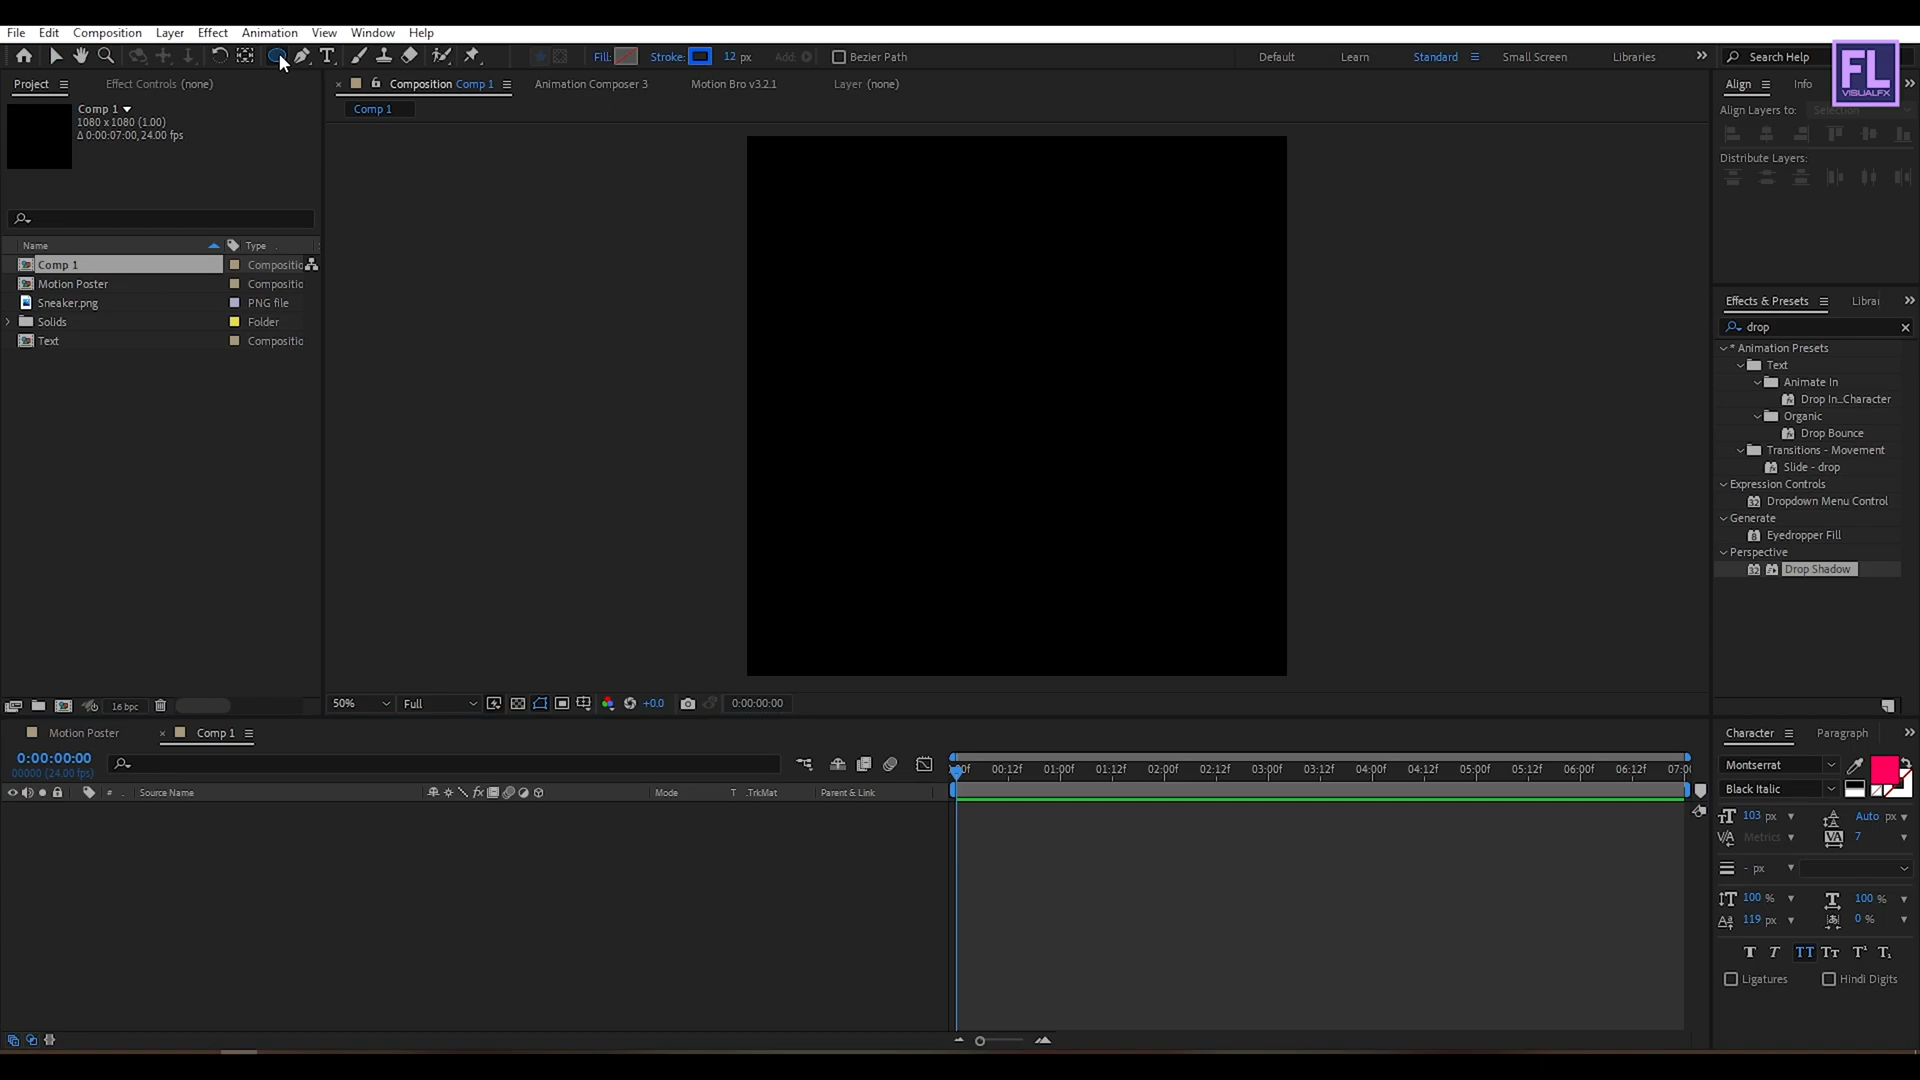 File Edit Composition Layer Effect Animation View Window Help
Fill: Stroke: 12 px Add: Bezier Path Default Learn Standard Small Screen Libraries Search Help
FL
VISUALFX
Project Effect Controls (none) Composition Comp 1 Animation Composer 3 Motion Bro v3.2.1 Layer (none) Align Info
Comp 1
1080 x 1080 (1.00)
Δ 0:00:07:00, 24.00 fps
Comp 1
Align Layers to: Selection
Distribute Layers:
Name Type
Comp 1 Compositio
Motion Poster Compositio
Sneaker.png PNG file
Solids Folder
Text Compositio
Effects & Presets Librai
drop
* Animation Presets
Text
Animate In
Drop In_Character
Organic
Drop Bounce
Transitions - Movement
Slide - drop
Expression Controls
Dropdown Menu Control
Generate
Eyedropper Fill
Perspective
Drop Shadow
16 bpc
50% Full +0.0 0:00:00:00
Motion Poster Comp 1
0:00:00:00
00000 (24.00 fps)
# Source Name Mode T .TrkMat Parent & Link
:00f 00:12f 01:00f 01:12f 02:00f 02:12f 03:00f 03:12f 04:00f 04:12f 05:00f 05:12f 06:00f 06:12f 07:0
Character Paragraph
Montserrat
Black Italic
103 px Auto px
Metrics 7
- px
100 % 100 %
119 px 0 %
T T TT Tt T¹ T₁
Ligatures Hindi Digits